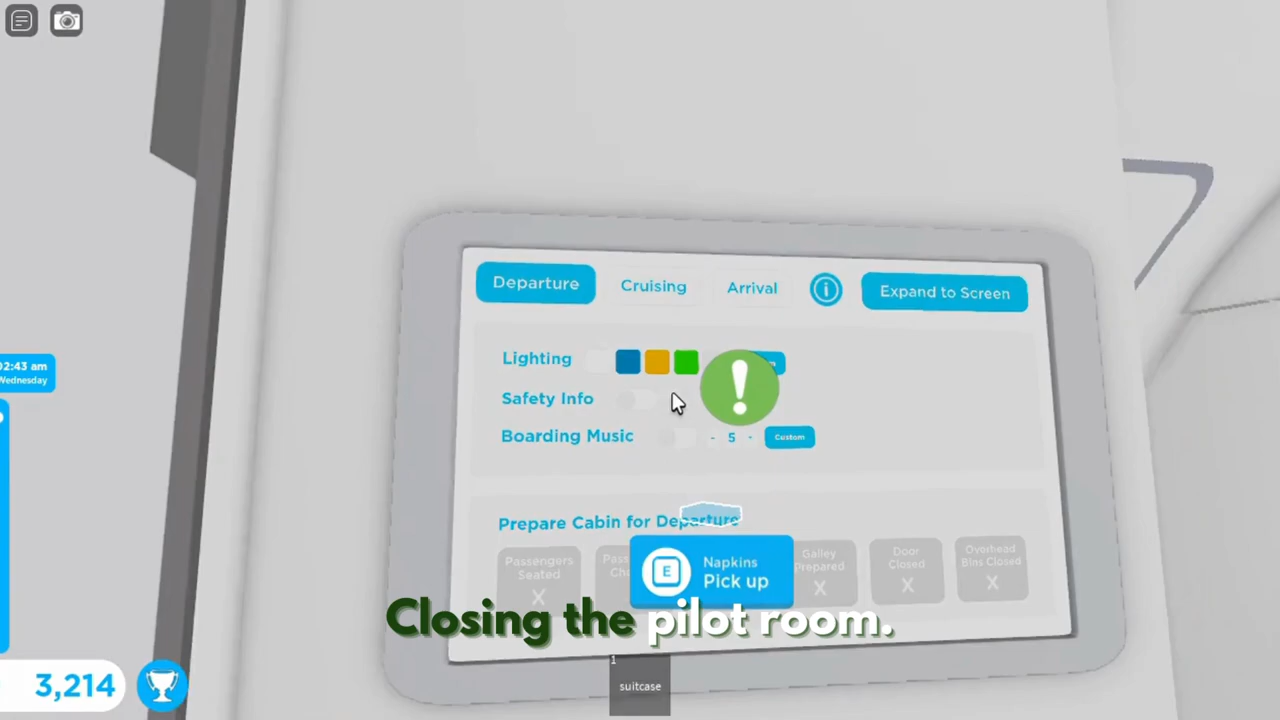 Departure
Cruising
Arrival
Expand to Screen
Lighting
Safety Info
Boarding Music
- 5 -
Custom
02:43 am
Wednesday
Prepare Cabin for Departure
Passengers
Seated
X
Galley
Prepared
X
Door
Closed
X
Overhead
Bins Closed
X
E
Napkins
Pick up
Closing the pilot room.
3,214
1
suitcase